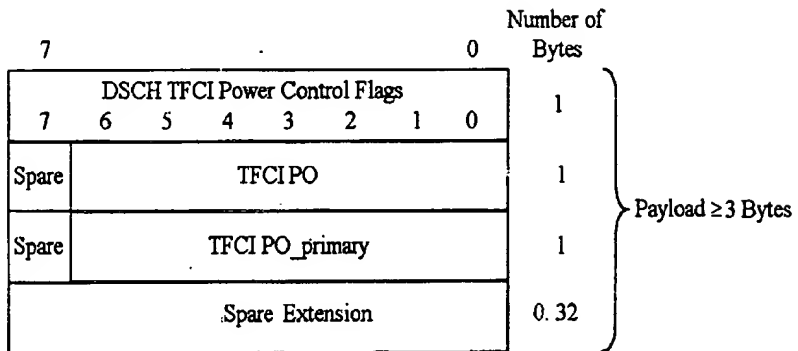 Number of
Bytes
7 0
DSCH TFCI Power Control Flags
7 6 5 4 3 2 1 0
1
Spare TFCI PO 1
Payload ≥3 Bytes
Spare TFCI PO_primary 1
Spare Extension 0. 32